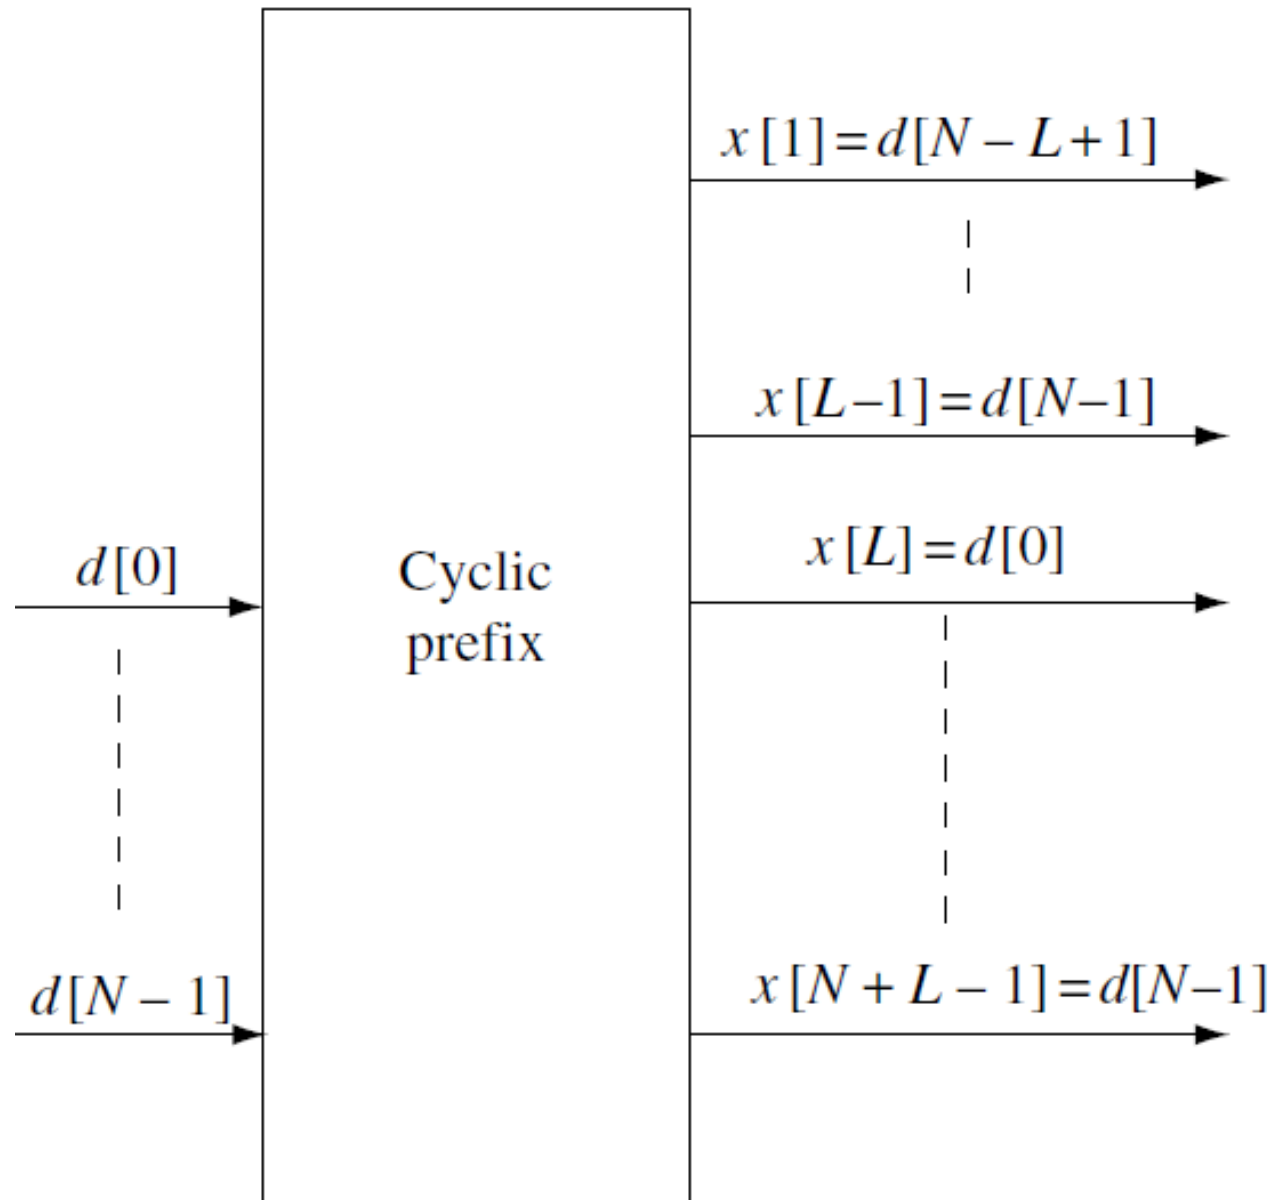 x[1]=d[N – L+1]
x[L–1]=d[N–1]
x[L]=d[0]
d[0]
Cyclic
prefix
d[N – 1]
x[N + L – 1]=d[N–1]